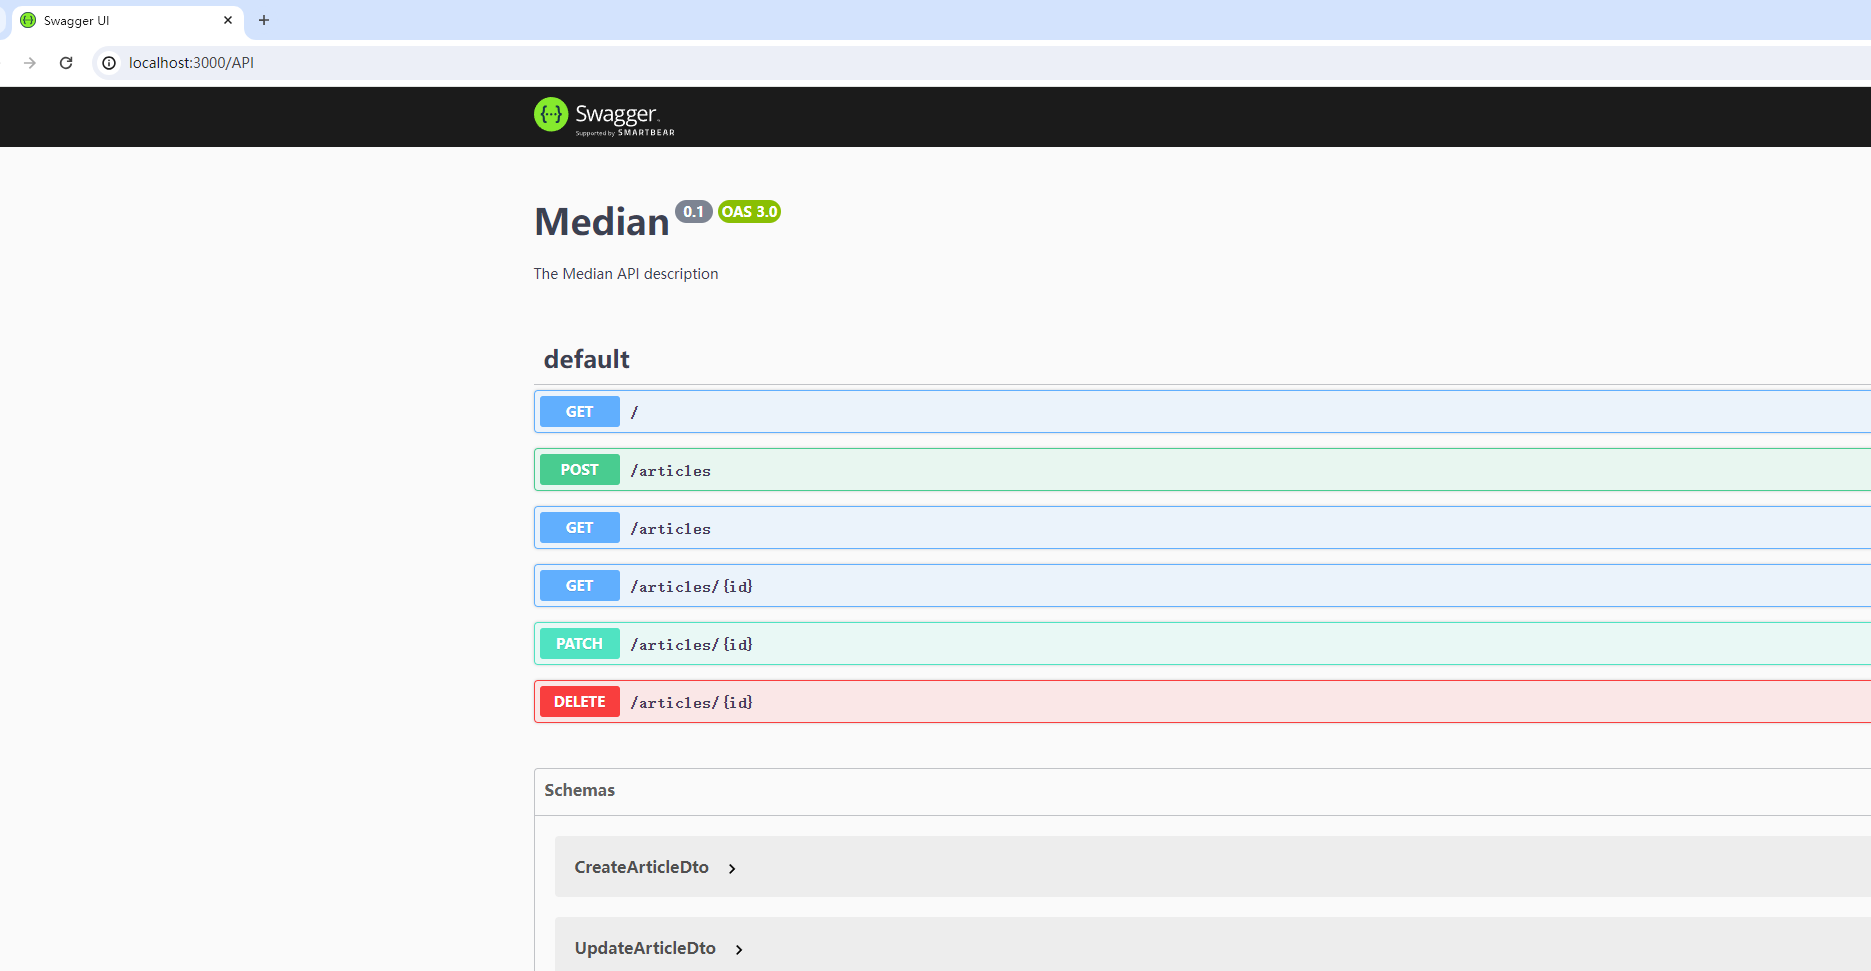 Swagger UI
localhost:3000/API
Swagger
Supported by SMARTBEAR
Median 0.1 OAS 3.0
The Median API description
default
GET /
POST /articles
GET /articles
GET /articles/{id}
PATCH /articles/{id}
DELETE /articles/{id}
Schemas
CreateArticleDto
UpdateArticleDto